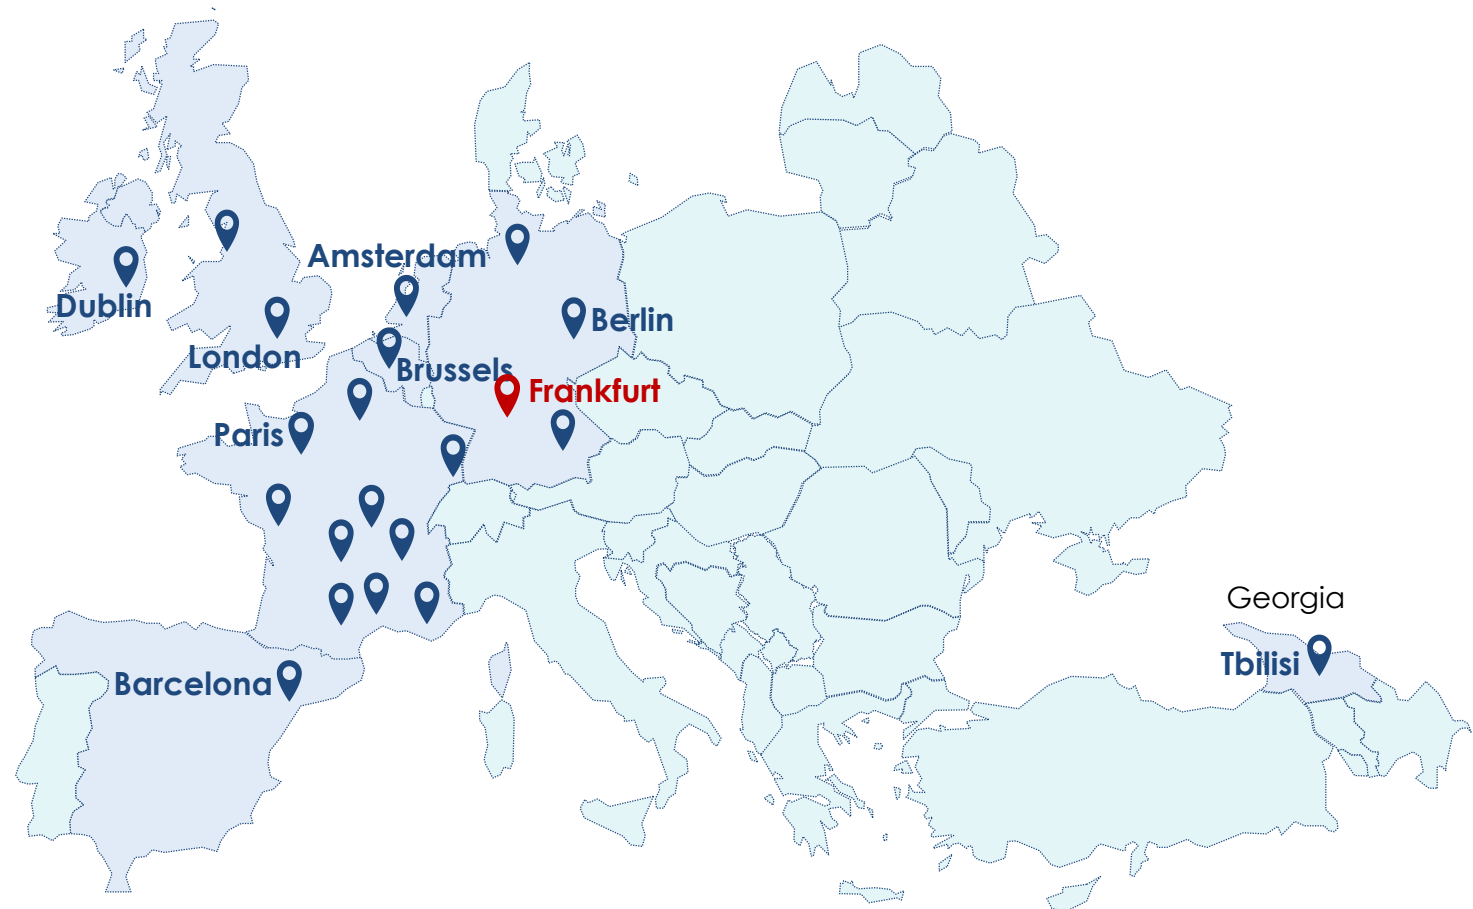 Amsterdam
Dublin
Berlin
London
Brussels
Frankfurt
Paris
Georgia
Tbilisi
Barcelona